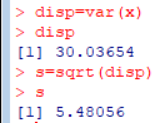 > disp=var(x)
> disp
[1] 30.03654
> s=sqrt(disp)
> s
[1] 5.48056